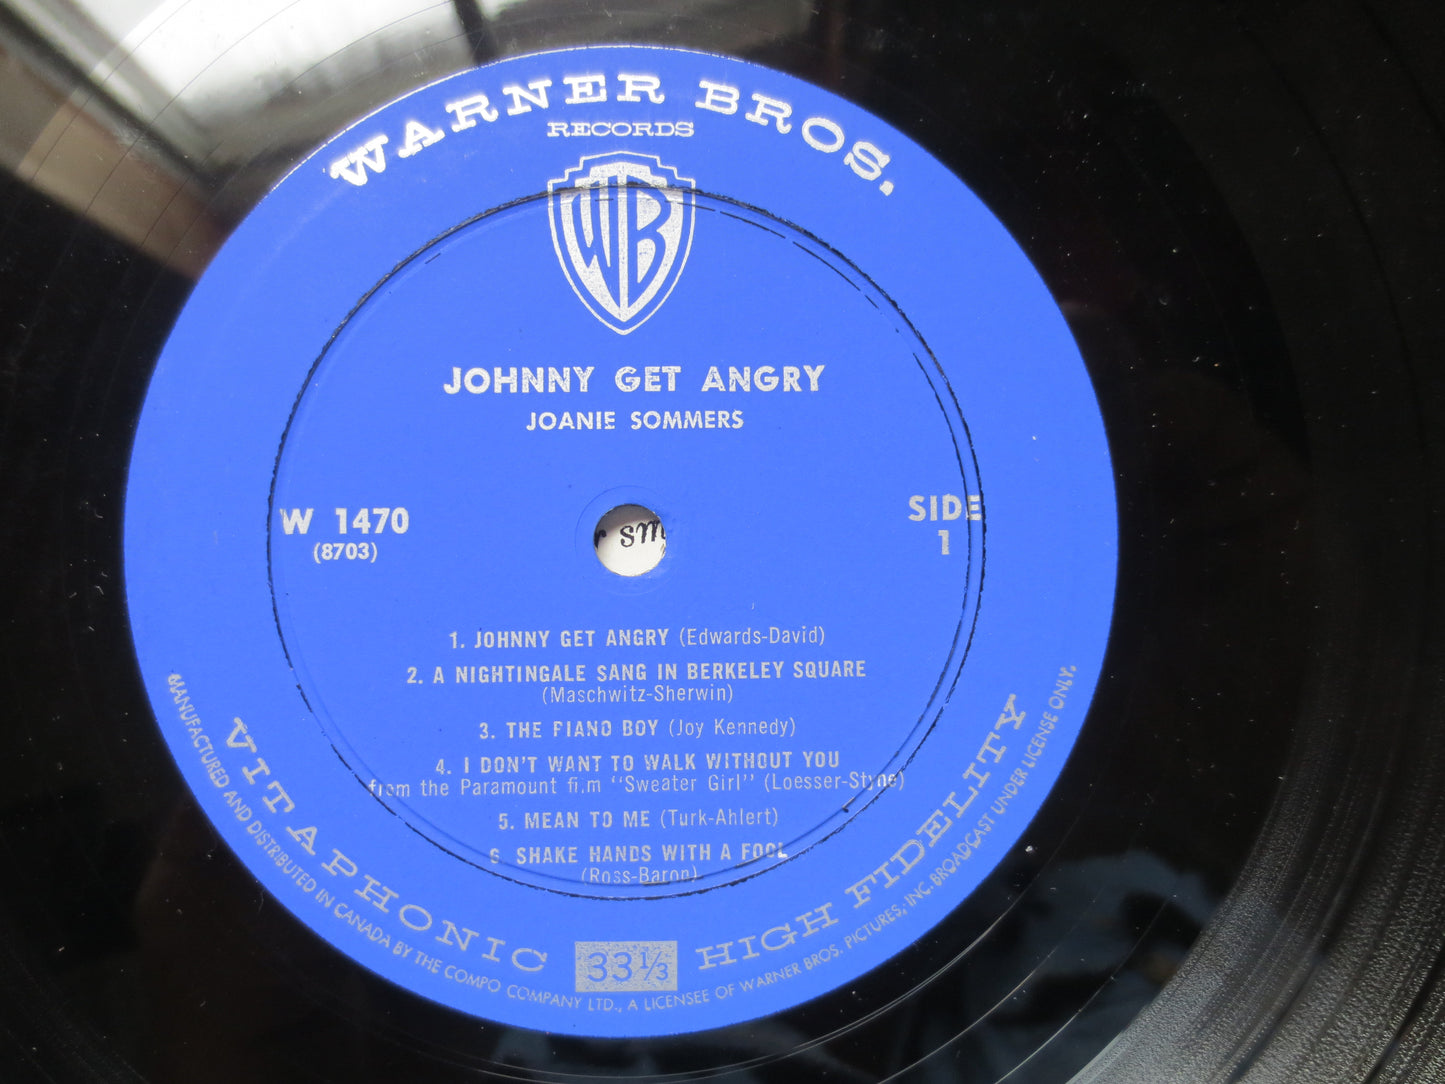 WARNER BROS.
RECORDS
WB
JOHNNY GET ANGRY
JOANIE SOMMERS
W 1470
(8703)
SIDE
1
sm
1. JOHNNY GET ANGRY (Edwards-David)
2. A NIGHTINGALE SANG IN BERKELEY SQUARE
(Maschwitz-Sherwin)
3. THE PIANO BOY (Joy Kennedy)
4. I DON'T WANT TO WALK WITHOUT YOU
from the Paramount film "Sweater Girl" (Loesser-Styne)
5. MEAN TO ME (Turk-Ahlert)
6. SHAKE HANDS WITH A FOOL
(Ross-Baron)
VITAPHONIC
33 1/3
HIGH FIDELITY
MANUFACTURED AND DISTRIBUTED IN CANADA BY THE COMPO COMPANY LTD., A LICENSEE OF WARNER BROS. PICTURES, INC. BROADCAST UNDER LICENSE ONLY.